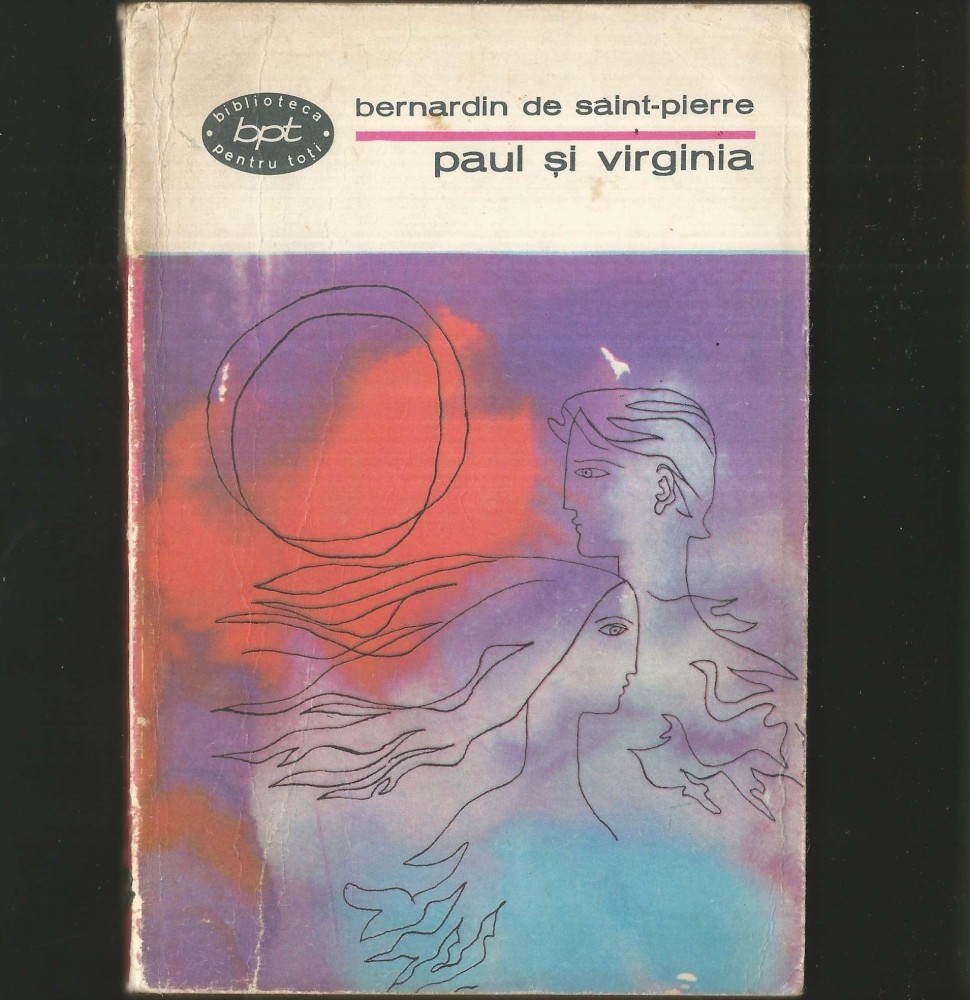 biblioteca
bpt
pentru toți
bernardin de saint-pierre
paul și virginia